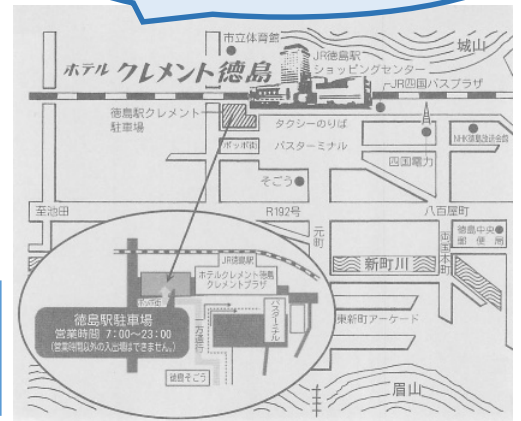 市立体育館
城山
JR徳島駅
ショッピングセンター
ホテル クレメント徳島
JR四国バスプラザ
徳島駅クレメント
駐車場
タクシーのりば
ポッポ街
バスターミナル
四国電力
NHK徳島放送会館
そごう
至池田
R192号
八百屋町
元町
両国本町
徳島中央
郵便局
新町川
JR徳島駅
ホテルクレメント徳島
クレメントプラザ
ポッポ街
徳島駅駐車場
営業時間 7:00〜23:00
(営業時間以外の入出場はできません。)
一方通行
バスターミナル
東新町アーケード
徳島そごう
眉山